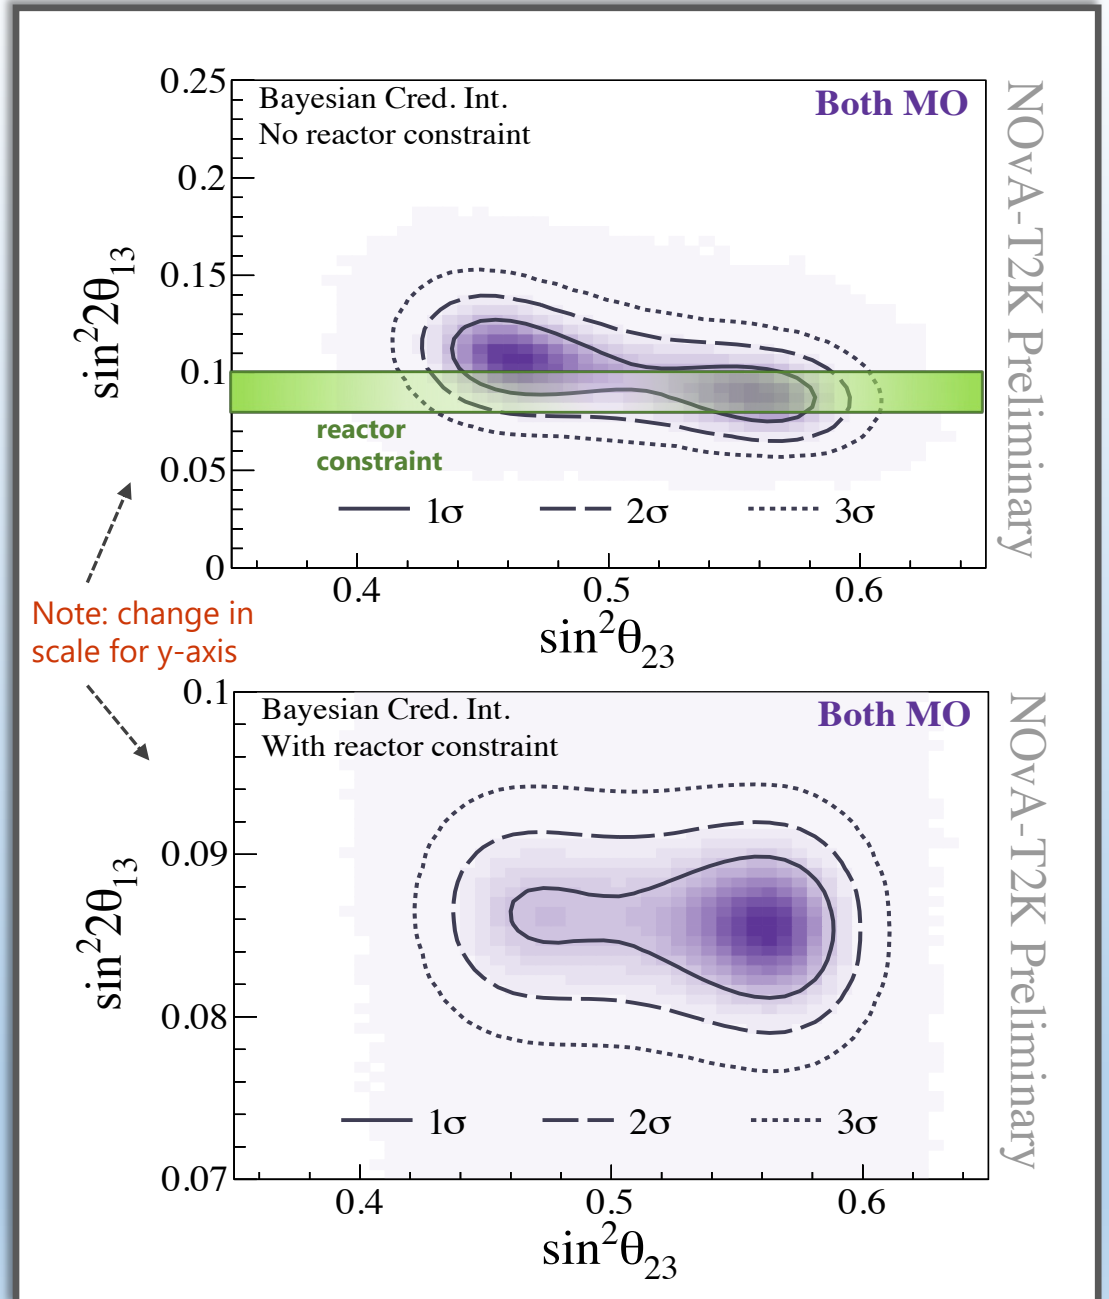 0.25
Bayesian Cred. Int.
No reactor constraint
Both MO
NOvA-T2K Preliminary
0.2
0.15
0.1
0.05
0
sin²2θ₁₃
reactor
constraint
1σ
2σ
3σ
0.4
0.5
0.6
sin²θ₂₃
Note: change in
scale for y-axis
0.1
Bayesian Cred. Int.
With reactor constraint
Both MO
NOvA-T2K Preliminary
0.09
0.08
0.07
sin²2θ₁₃
1σ
2σ
3σ
0.4
0.5
0.6
sin²θ₂₃